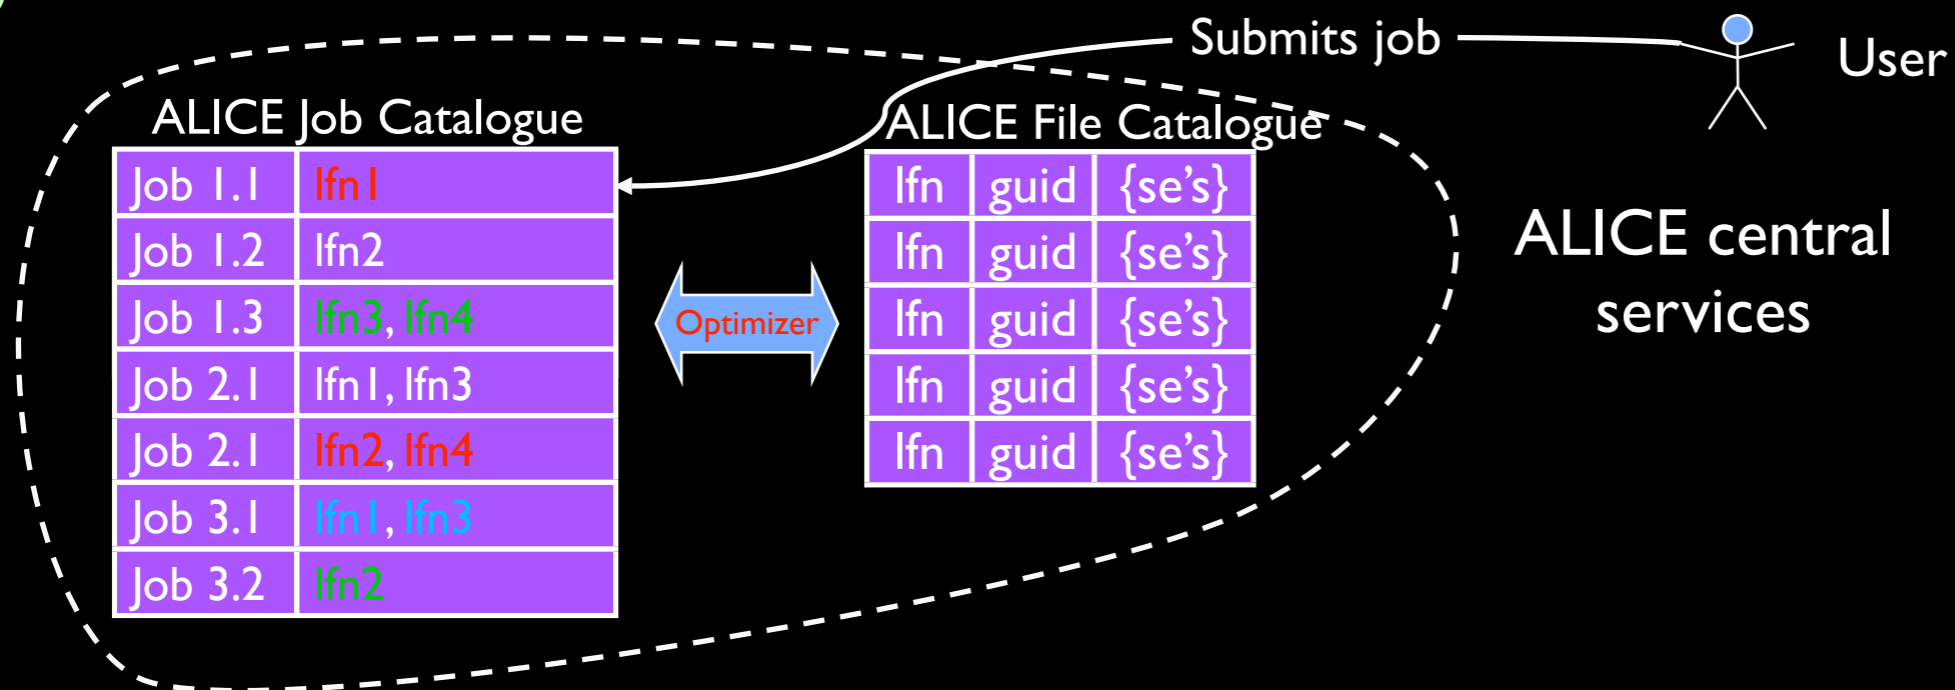 Submits job
User
ALICE Job Catalogue
ALICE File Catalogue
Job 1.1 lfn1
Job 1.2 lfn2
Job 1.3 lfn3, lfn4
Job 2.1 lfn1, lfn3
Job 2.1 lfn2, lfn4
Job 3.1 lfn1, lfn3
Job 3.2 lfn2
Optimizer
lfn guid {se’s}
lfn guid {se’s}
lfn guid {se’s}
lfn guid {se’s}
lfn guid {se’s}
ALICE central
services